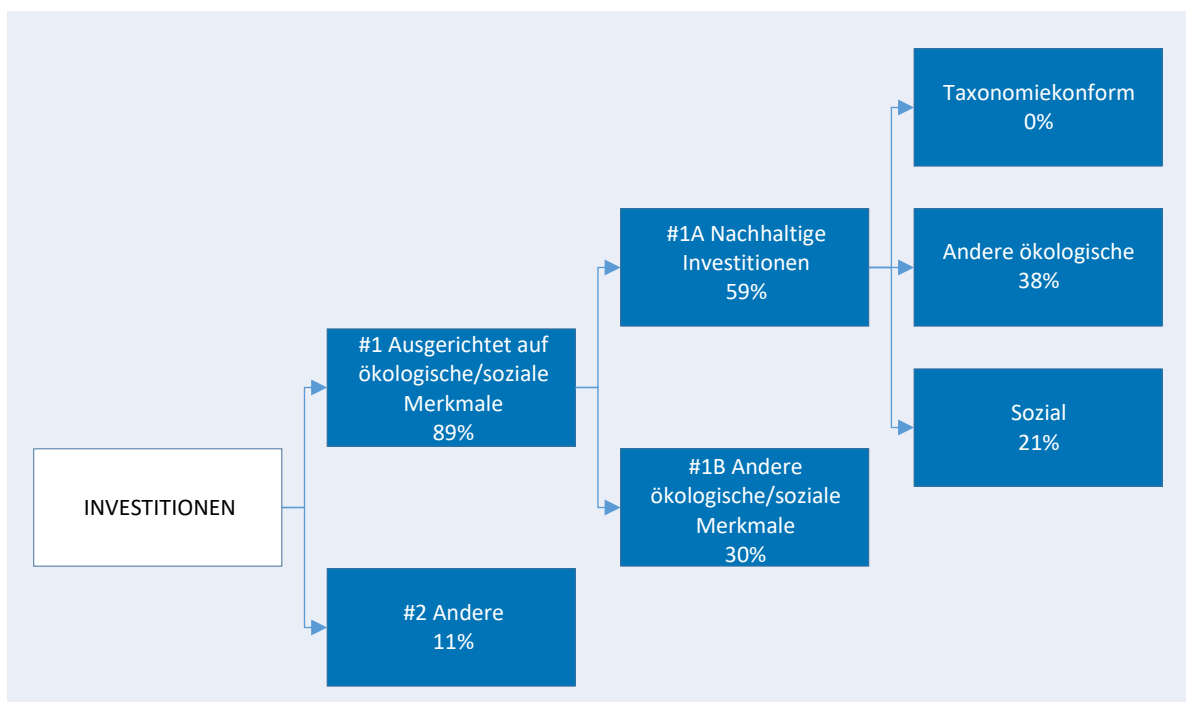 INVESTITIONEN
#1 Ausgerichtet auf
ökologische/soziale
Merkmale
89%
#2 Andere
11%
#1A Nachhaltige
Investitionen
59%
#1B Andere
ökologische/soziale
Merkmale
30%
Taxonomiekonform
0%
Andere ökologische
38%
Sozial
21%